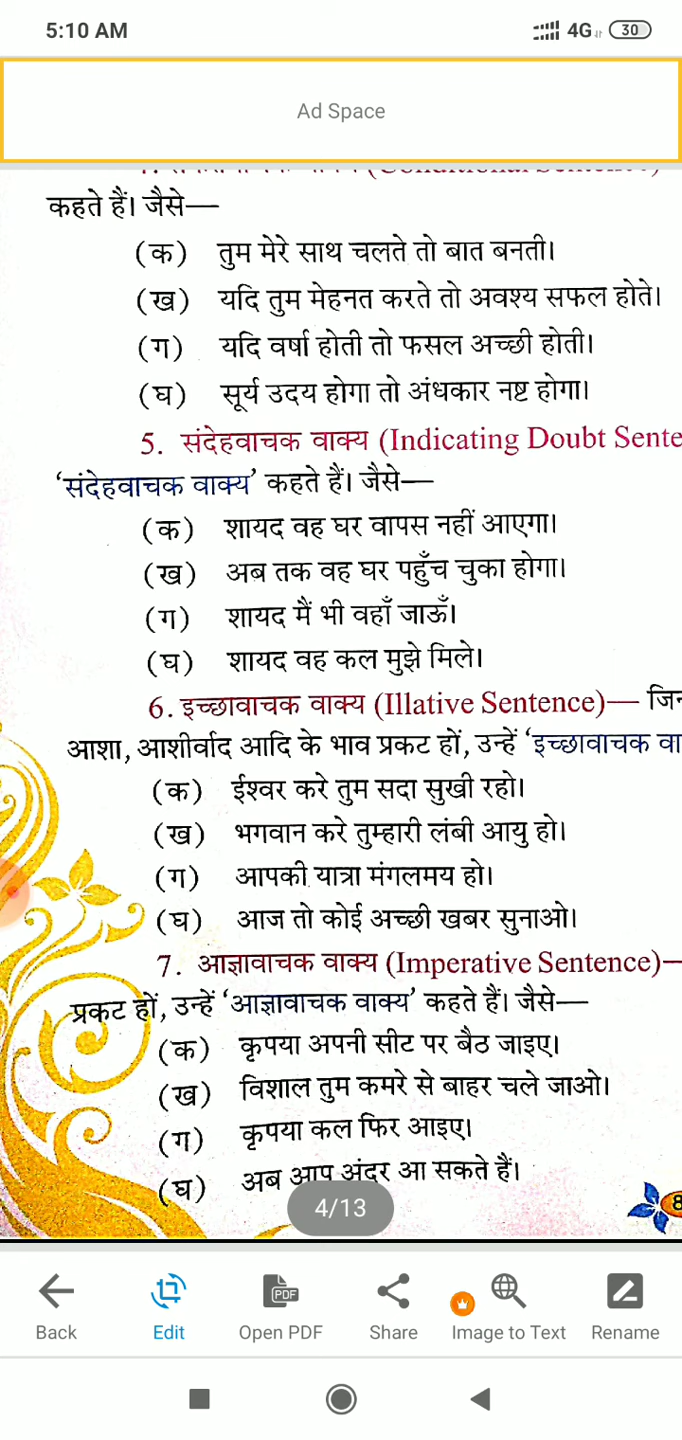 5:10 AM 4G 30
Ad Space
(Conditional Sentence)
कहते हैं। जैसे—
(क) तुम मेरे साथ चलते तो बात बनती।
(ख) यदि तुम मेहनत करते तो अवश्य सफल होते।
(ग) यदि वर्षा होती तो फसल अच्छी होती।
(घ) सूर्य उदय होगा तो अंधकार नष्ट होगा।
5. संदेहवाचक वाक्य (Indicating Doubt Sente
‘संदेहवाचक वाक्य’ कहते हैं। जैसे—
(क) शायद वह घर वापस नहीं आएगा।
(ख) अब तक वह घर पहुँच चुका होगा।
(ग) शायद मैं भी वहाँ जाऊँ।
(घ) शायद वह कल मुझे मिले।
6. इच्छावाचक वाक्य (Illative Sentence)— जिन
आशा, आशीर्वाद आदि के भाव प्रकट हों, उन्हें ‘इच्छावाचक वा
(क) ईश्वर करे तुम सदा सुखी रहो।
(ख) भगवान करे तुम्हारी लंबी आयु हो।
(ग) आपकी यात्रा मंगलमय हो।
(घ) आज तो कोई अच्छी खबर सुनाओ।
7. आज्ञावाचक वाक्य (Imperative Sentence)—
प्रकट हों, उन्हें ‘आज्ञावाचक वाक्य’ कहते हैं। जैसे—
(क) कृपया अपनी सीट पर बैठ जाइए।
(ख) विशाल तुम कमरे से बाहर चले जाओ।
(ग) कृपया कल फिर आइए।
(घ) अब आप अंदर आ सकते हैं।
8
4/13
PDF
Back Edit Open PDF Share Image to Text Rename